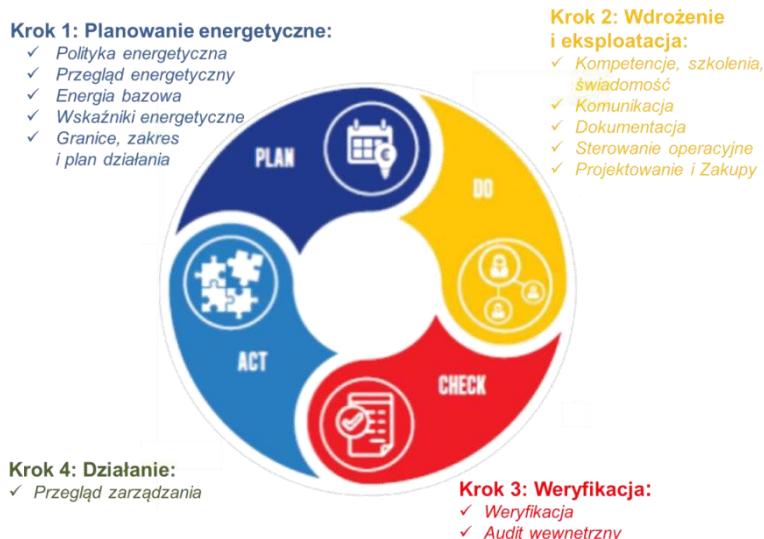 Krok 1: Planowanie energetyczne:
✓ Polityka energetyczna
✓ Przegląd energetyczny
✓ Energia bazowa
✓ Wskaźniki energetyczne
✓ Granice, zakres
i plan działania
Krok 2: Wdrożenie
i eksploatacja:
✓ Kompetencje, szkolenia,
świadomość
✓ Komunikacja
✓ Dokumentacja
✓ Sterowanie operacyjne
✓ Projektowanie i Zakupy
PLAN
DO
ACT
CHECK
Krok 4: Działanie:
✓ Przegląd zarządzania
Krok 3: Weryfikacja:
✓ Weryfikacja
✓ Audit wewnętrzny